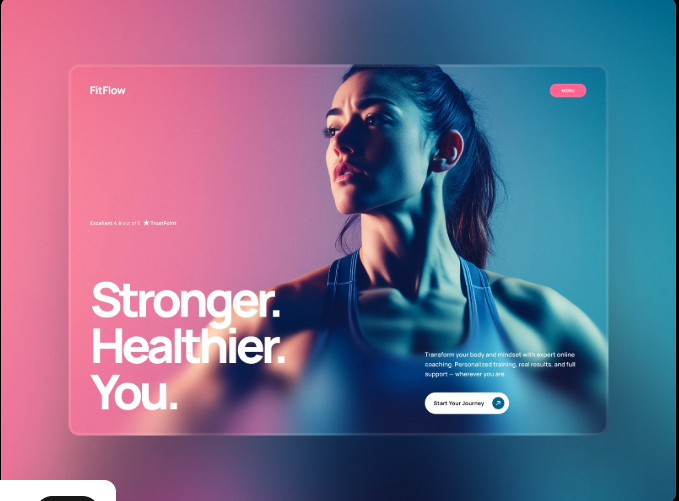 FitFlow
MENU
Excellent 4.9 out of 5 ★ TrustPoint
Stronger.
Healthier.
You.
Transform your body and mindset with expert online
coaching. Personalized training, real results, and full
support — wherever you are.
Start Your Journey